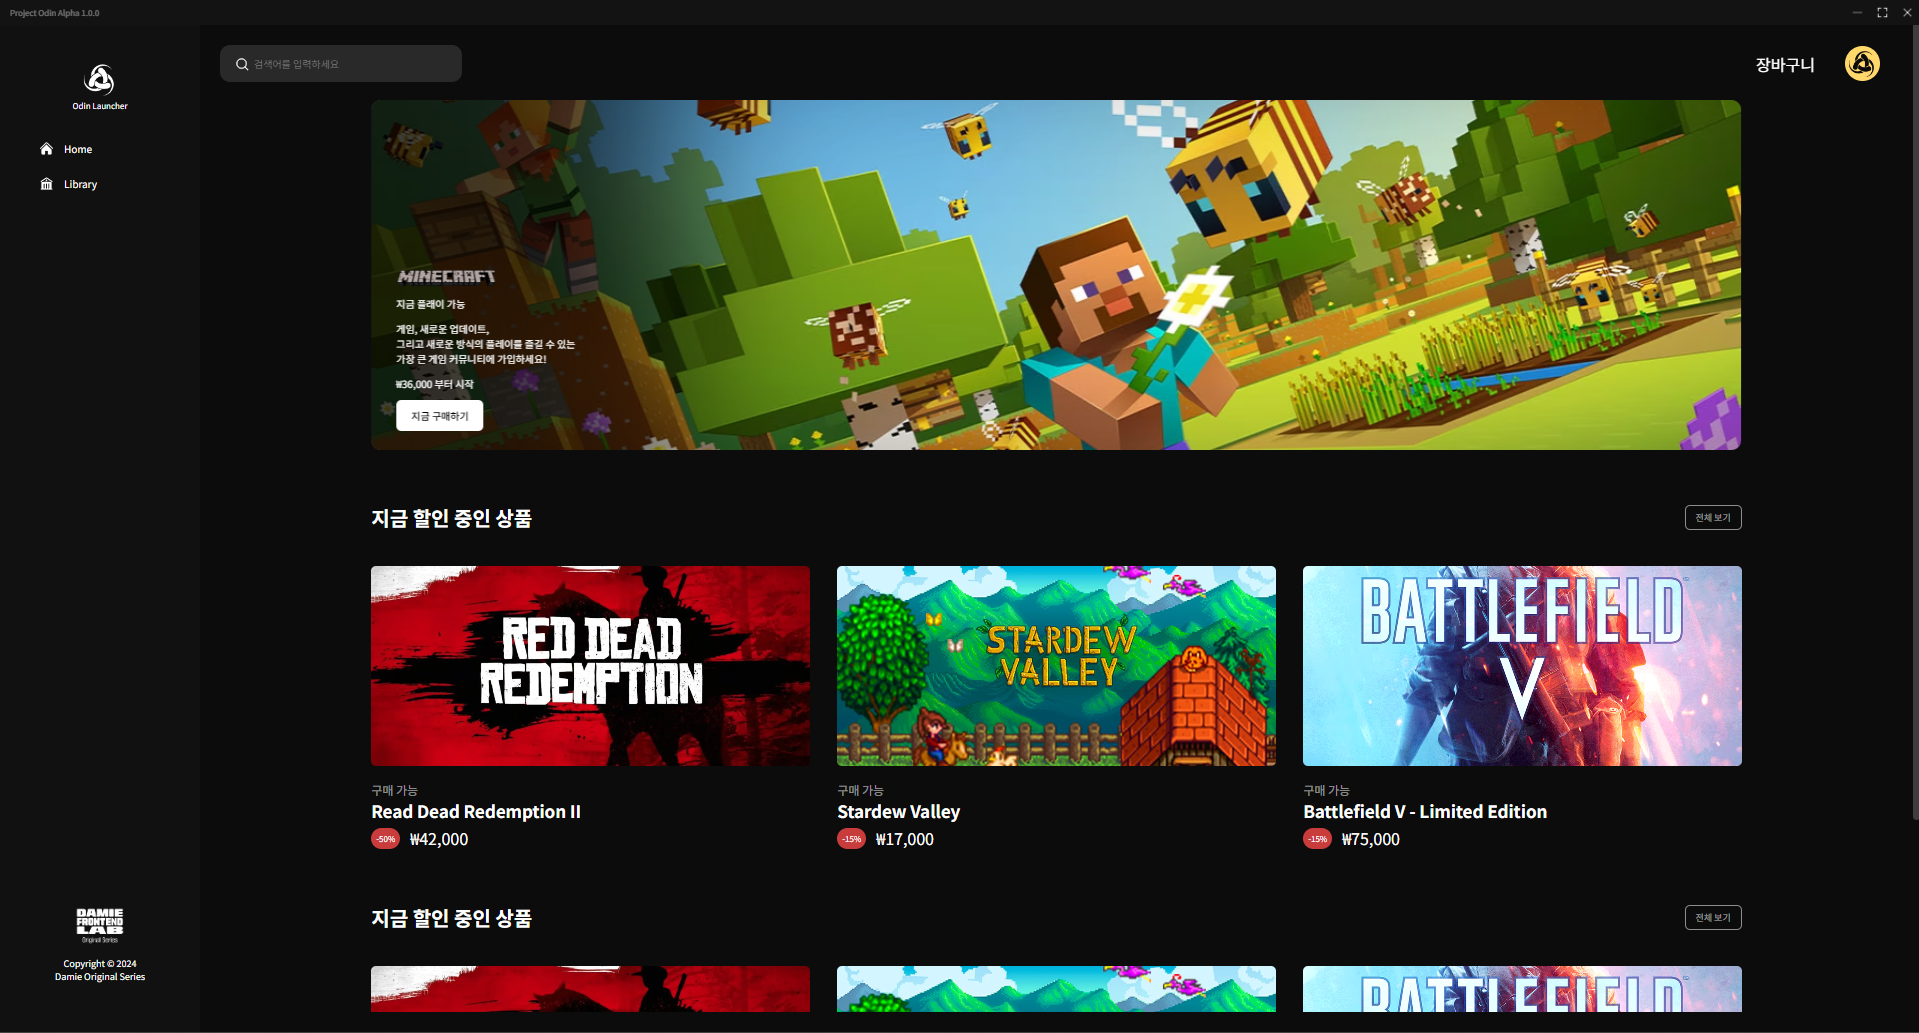 Project Odin Alpha 1.0.0
Odin Launcher
Home
Library
검색어를 입력하세요
장바구니
MINECRAFT
지금 플레이 가능
게임, 새로운 업데이트,
그리고 새로운 방식의 플레이를 즐길 수 있는
가장 큰 게임 커뮤니티에 가입하세요!
₩36,000 부터 시작
지금 구매하기
지금 할인 중인 상품
전체 보기
RED DEAD
REDEMPTION
STARDEW
VALLEY
BATTLEFIELD
V
구매 가능
Read Dead Redemption II
-50% ₩42,000
구매 가능
Stardew Valley
-15% ₩17,000
구매 가능
Battlefield V - Limited Edition
-15% ₩75,000
지금 할인 중인 상품
전체 보기
BATTLEFIELD
DAMIE
FRONTEND
LAB
Original Series
Copyright © 2024
Damie Original Series